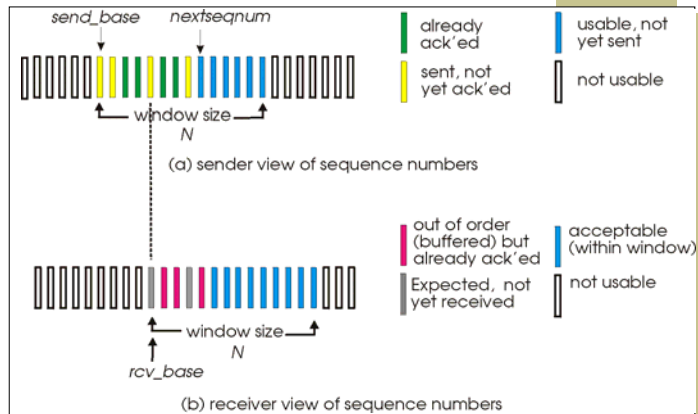 send_base
nextseqnum
already
ack'ed
usable, not
yet sent
sent, not
yet ack'ed
not usable
window size
N
(a) sender view of sequence numbers
out of order
(buffered) but
already ack'ed
acceptable
(within window)
Expected, not
yet received
not usable
window size
N
rcv_base
(b) receiver view of sequence numbers